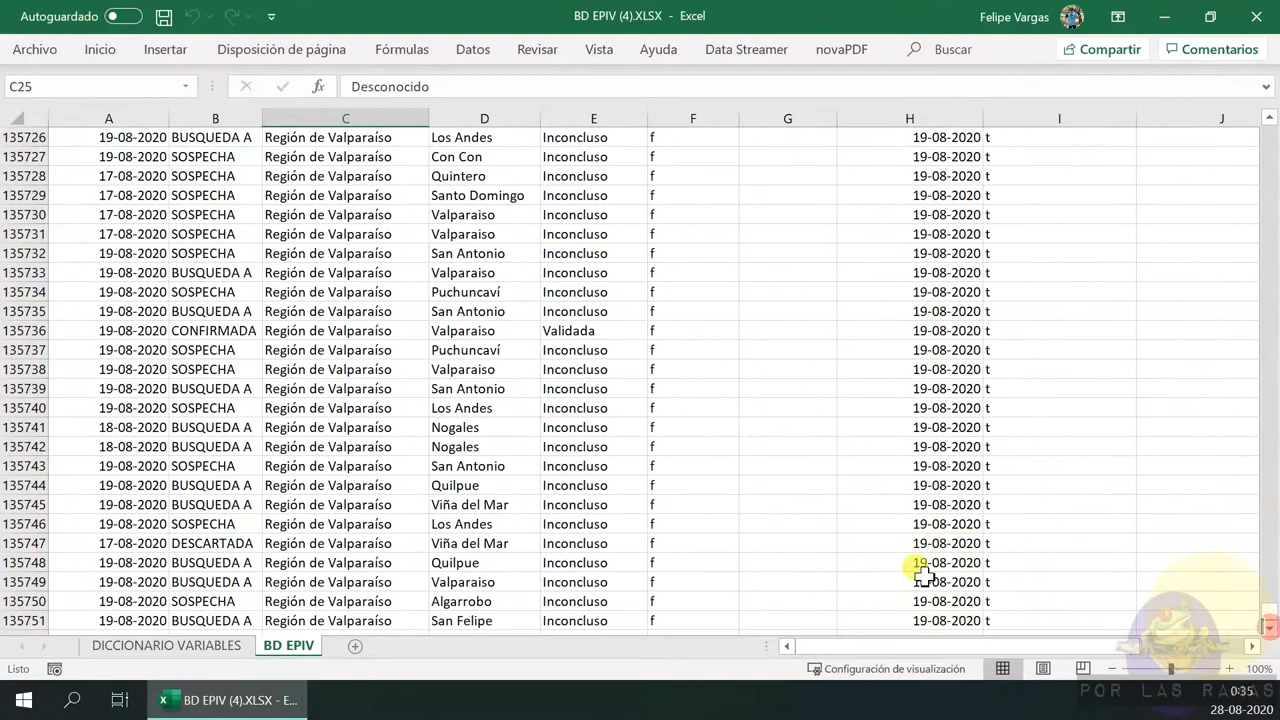 Autoguardado
BD EPIV (4).XLSX - Excel
Felipe Vargas
Archivo Inicio Insertar Disposición de página Fórmulas Datos Revisar Vista Ayuda Data Streamer novaPDF Buscar Compartir Comentarios
C25 fx Desconocido
A B C D E F G H I J
135726 19-08-2020 BUSQUEDA A Región de Valparaíso Los Andes Inconcluso f 19-08-2020 t
135727 19-08-2020 SOSPECHA Región de Valparaíso Con Con Inconcluso f 19-08-2020 t
135728 17-08-2020 SOSPECHA Región de Valparaíso Quintero Inconcluso f 19-08-2020 t
135729 17-08-2020 SOSPECHA Región de Valparaíso Santo Domingo Inconcluso f 19-08-2020 t
135730 17-08-2020 SOSPECHA Región de Valparaíso Valparaiso Inconcluso f 19-08-2020 t
135731 17-08-2020 SOSPECHA Región de Valparaíso Valparaiso Inconcluso f 19-08-2020 t
135732 19-08-2020 SOSPECHA Región de Valparaíso San Antonio Inconcluso f 19-08-2020 t
135733 19-08-2020 BUSQUEDA A Región de Valparaíso Valparaiso Inconcluso f 19-08-2020 t
135734 19-08-2020 SOSPECHA Región de Valparaíso Puchuncaví Inconcluso f 19-08-2020 t
135735 19-08-2020 BUSQUEDA A Región de Valparaíso San Antonio Inconcluso f 19-08-2020 t
135736 19-08-2020 CONFIRMADA Región de Valparaíso Valparaiso Validada f 19-08-2020 t
135737 19-08-2020 SOSPECHA Región de Valparaíso Puchuncaví Inconcluso f 19-08-2020 t
135738 19-08-2020 SOSPECHA Región de Valparaíso Valparaiso Inconcluso f 19-08-2020 t
135739 19-08-2020 BUSQUEDA A Región de Valparaíso San Antonio Inconcluso f 19-08-2020 t
135740 19-08-2020 SOSPECHA Región de Valparaíso Los Andes Inconcluso f 19-08-2020 t
135741 18-08-2020 BUSQUEDA A Región de Valparaíso Nogales Inconcluso f 19-08-2020 t
135742 18-08-2020 BUSQUEDA A Región de Valparaíso Nogales Inconcluso f 19-08-2020 t
135743 19-08-2020 SOSPECHA Región de Valparaíso San Antonio Inconcluso f 19-08-2020 t
135744 19-08-2020 BUSQUEDA A Región de Valparaíso Quilpue Inconcluso f 19-08-2020 t
135745 19-08-2020 BUSQUEDA A Región de Valparaíso Viña del Mar Inconcluso f 19-08-2020 t
135746 19-08-2020 SOSPECHA Región de Valparaíso Los Andes Inconcluso f 19-08-2020 t
135747 17-08-2020 DESCARTADA Región de Valparaíso Viña del Mar Inconcluso f 19-08-2020 t
135748 19-08-2020 BUSQUEDA A Región de Valparaíso Quilpue Inconcluso f 19-08-2020 t
135749 19-08-2020 BUSQUEDA A Región de Valparaíso Valparaiso Inconcluso f 19-08-2020 t
135750 19-08-2020 SOSPECHA Región de Valparaíso Algarrobo Inconcluso f 19-08-2020 t
135751 19-08-2020 BUSQUEDA A Región de Valparaíso San Felipe Inconcluso f 19-08-2020 t
DICCIONARIO VARIABLES BD EPIV
Listo Configuración de visualización 100%
BD EPIV (4).XLSX - E...
POR LAS RANAS
0:35
28-08-2020